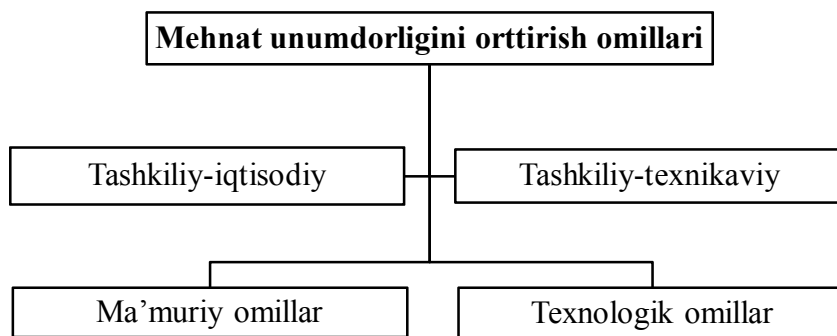 Mehnat unumdorligini orttirish omillari
Tashkiliy-iqtisodiy
Tashkiliy-texnikaviy
Ma’muriy omillar
Texnologik omillar